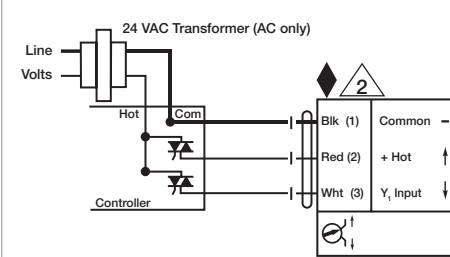 24 VAC Transformer (AC only)
Line
Volts
2
Hot Com
Blk (1) Common –
Red (2) + Hot
Wht (3) Y₁ Input
Controller